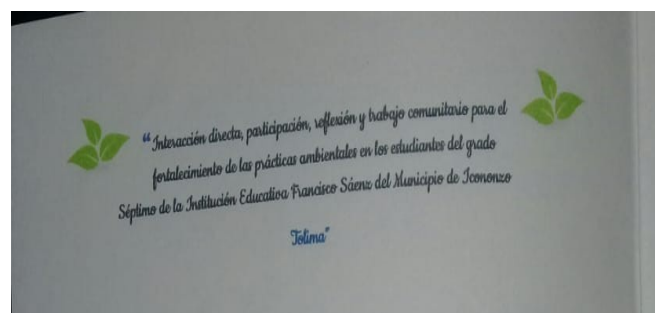 “Interacción directa, participación, reflexión y trabajo comunitario para el
fortalecimiento de las prácticas ambientales en los estudiantes del grado
Séptimo de la Institución Educativa Francisco Sáenz del Municipio de Icononzo
Tolima”